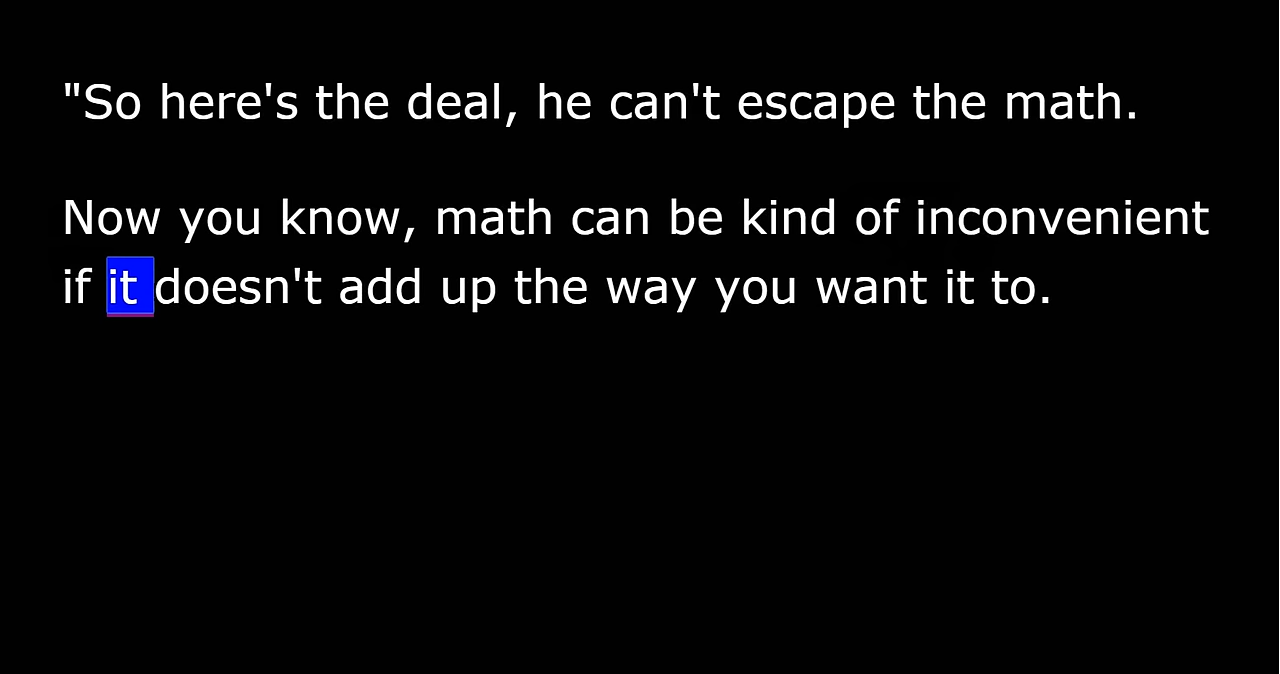 "So here's the deal, he can't escape the math.
Now you know, math can be kind of inconvenient
if it doesn't add up the way you want it to.